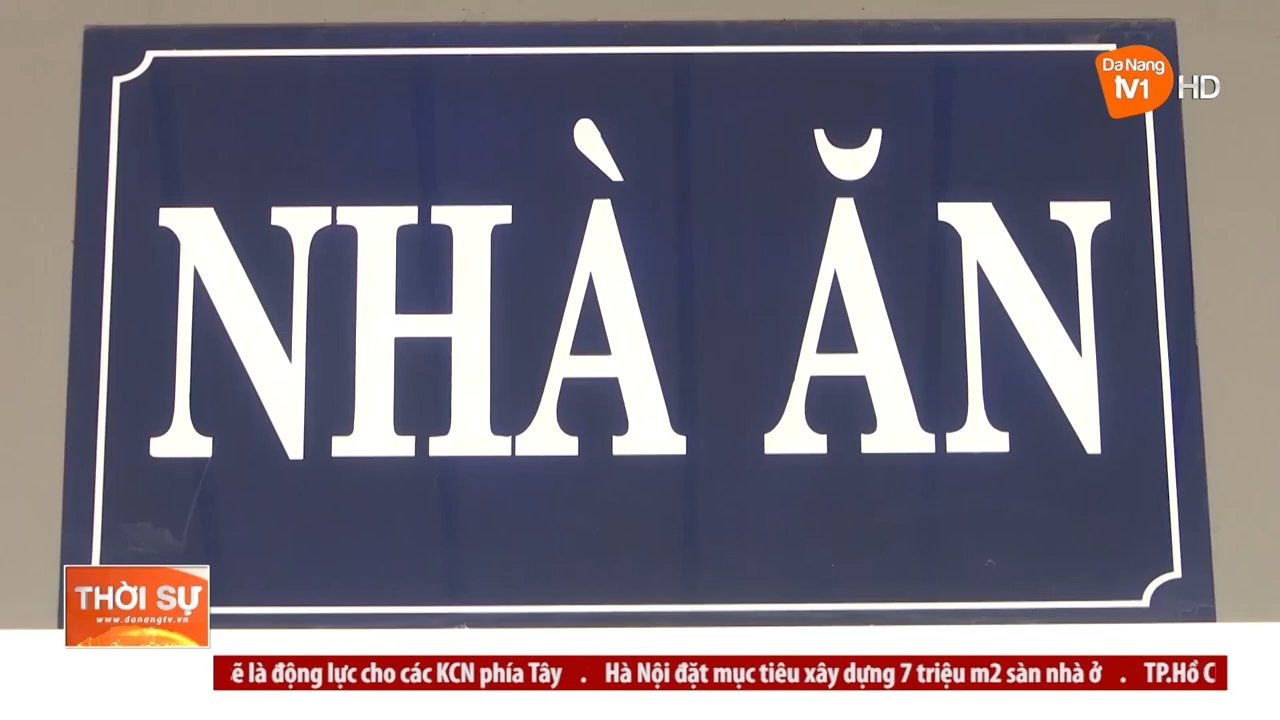 Da Nang
TV1 HD
NHÀ ĂN
THỜI SỰ
www.danangtv.vn
là động lực cho các KCN phía Tây . Hà Nội đặt mục tiêu xây dựng 7 triệu m2 sàn nhà ở . TP.Hồ